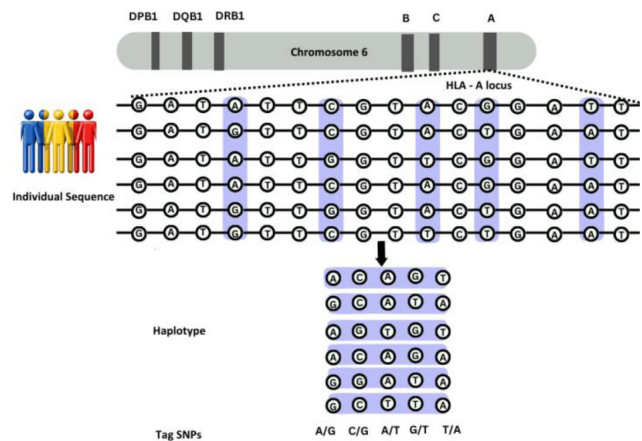 DPB1 DQB1 DRB1 B C A
Chromosome 6
HLA - A locus
G A T A T T C G T A C G G A T T
G A T G T T C G T A C T G A A T
G A T A T T G G T T C G G A T T
G A T A T T C G T A C G G A A T
Individual Sequence
G A T G T T G G T A C T G A A T
G A T G T T C G T T C T G A A T
A C A G T
G C A T A
Haplotype
A G T G T
A C A G A
G G A T A
G C T T A
A/G C/G A/T G/T T/A
Tag SNPs